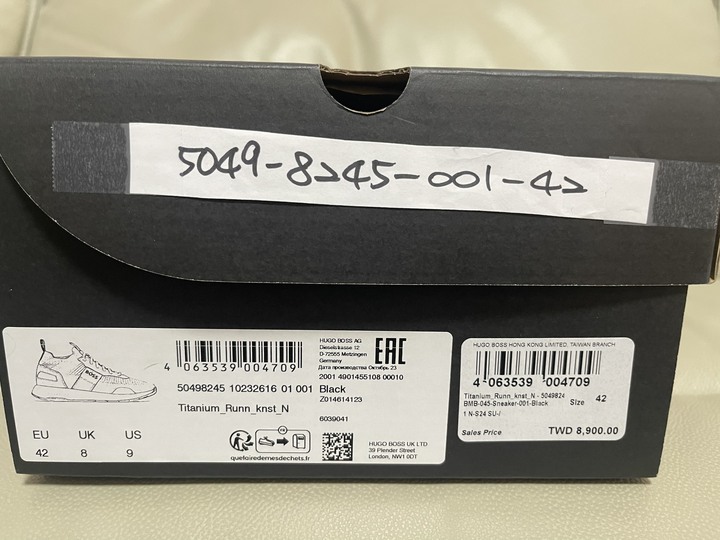 5049-8245-001-42
BOSS
4 063539 004709
50498245 10232616 01 001
Titanium_Runn_knst_N
EU UK US
42 8 9
HUGO BOSS AG
Dieselstrasse 12
D-72555 Metzingen
Germany
Дата производства Октябрь 23
2001 4901455108 00010
Black
Z014614123
6039041
EAC
FR
quefairedemesdechets.fr
HUGO BOSS UK LTD
39 Plender Street
London, NW1 0DT
HUGO BOSS HONG KONG LIMITED, TAIWAN BRANCH
4 063539 004709
Titanium_Runn_knst_N - 5049824
BMB-045-Sneaker-001-Black Size 42
1 N-S24 SU-I
Sales Price TWD 8,900.00